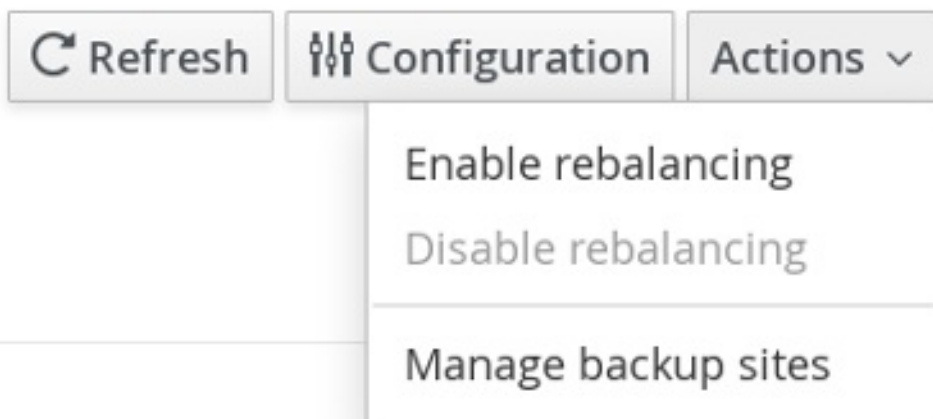 Refresh Configuration Actions
Enable rebalancing
Disable rebalancing
Manage backup sites